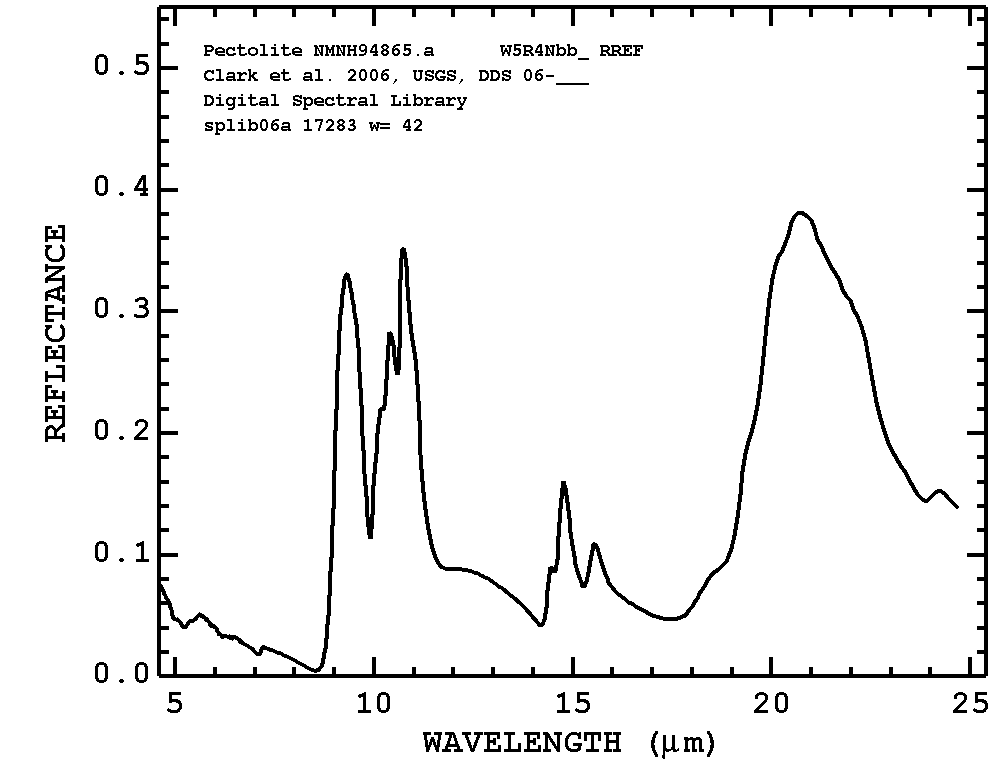 Pectolite NMNH94865.a W5R4Nbb_ RREF
Clark et al. 2006, USGS, DDS 06-___
Digital Spectral Library
splib06a 17283 w= 42
REFLECTANCE
0.5
0.4
0.3
0.2
0.1
0.0
5 10 15 20 25
WAVELENGTH (μm)